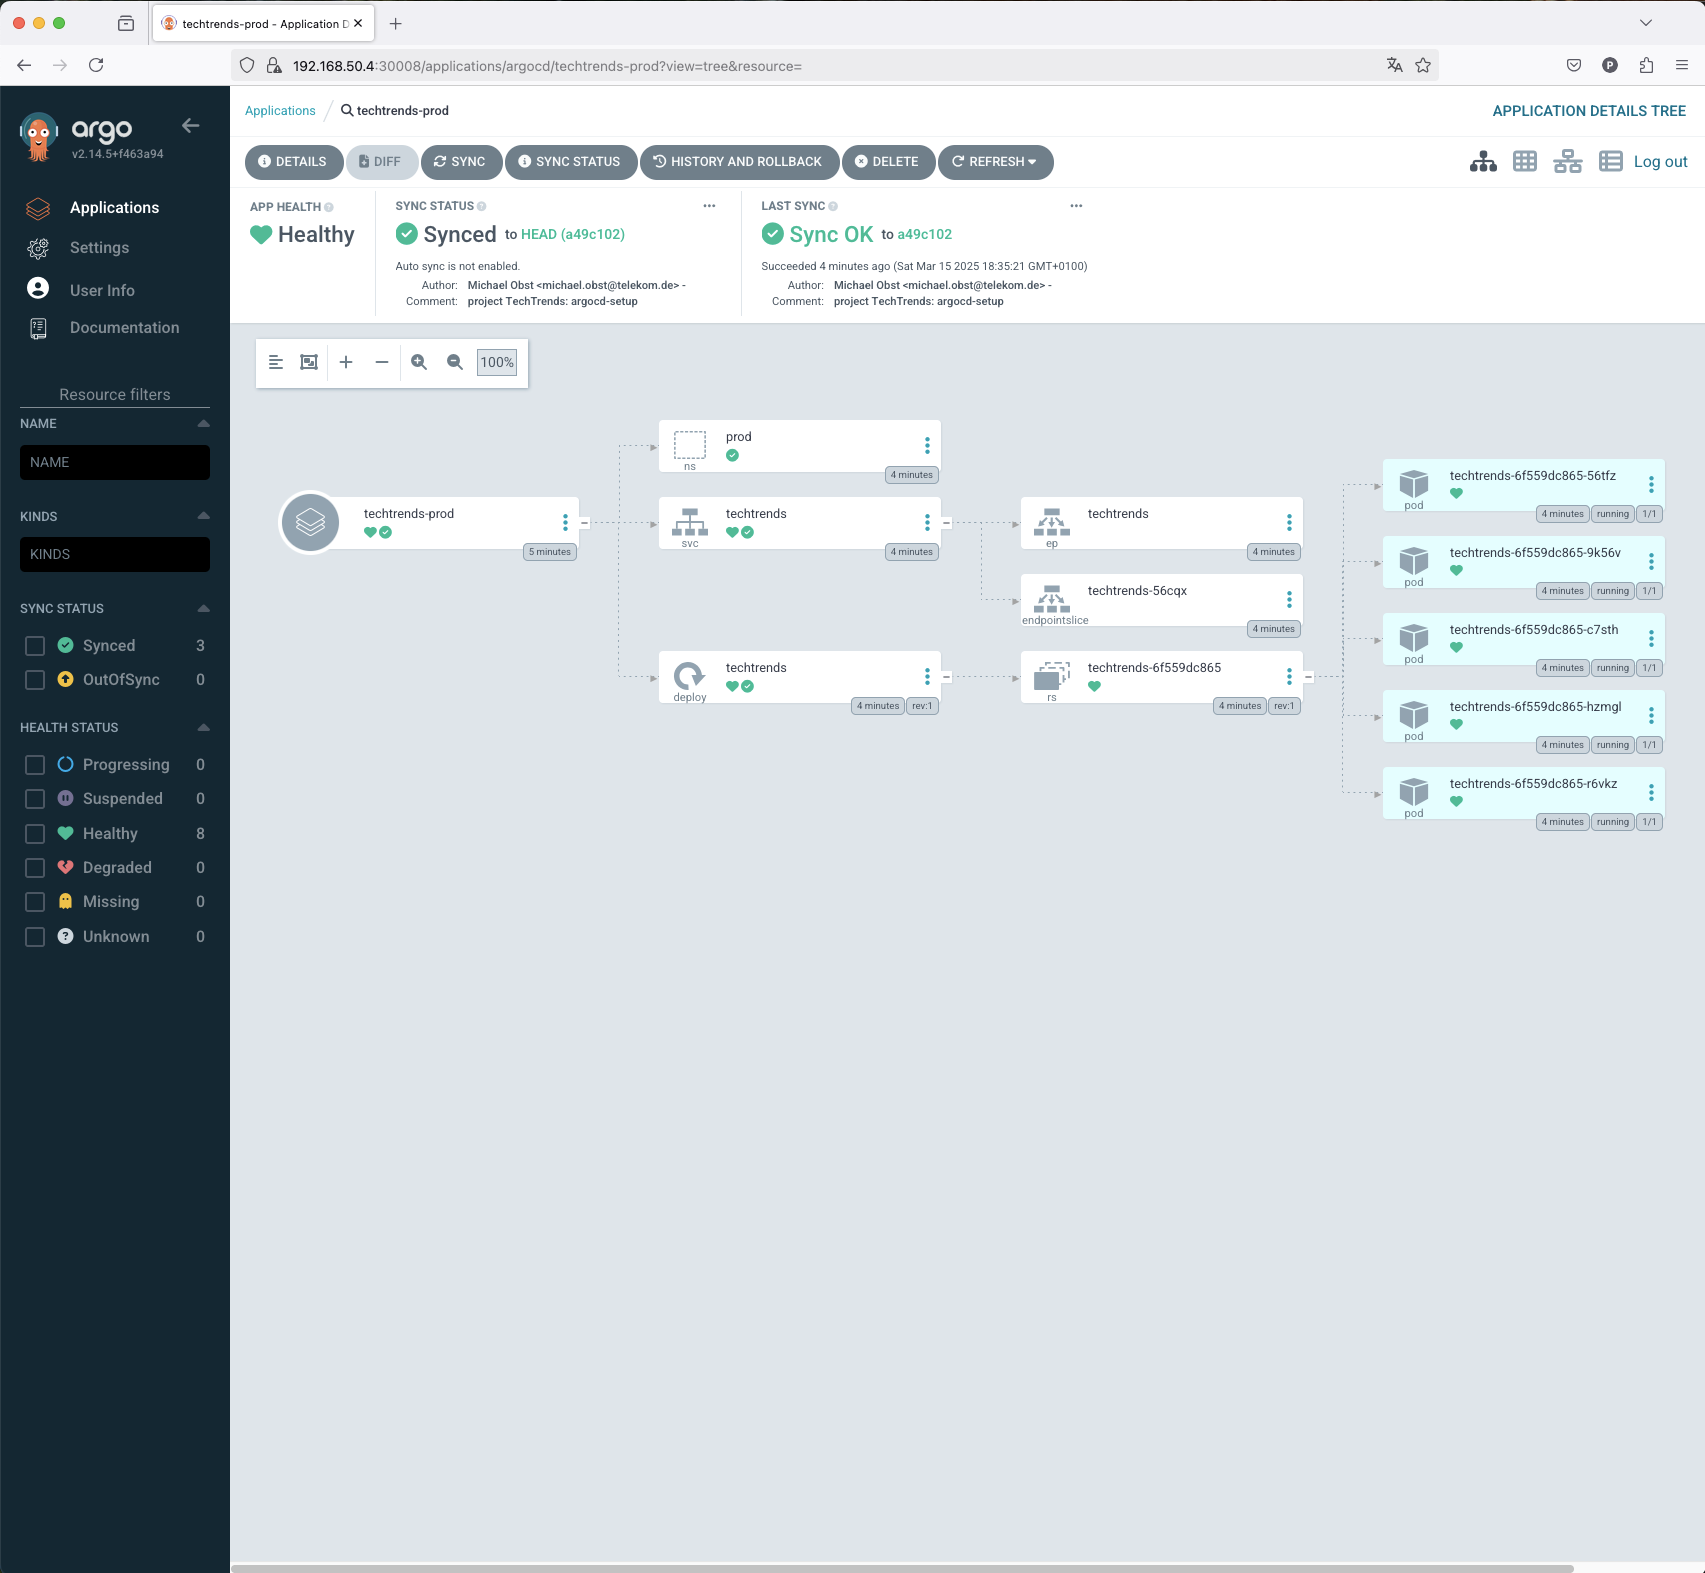 techtrends-prod - Application D
192.168.50.4:30008/applications/argocd/techtrends-prod?view=tree&resource=
P
argo
v2.14.5+f463a94
Applications
Settings
User Info
Documentation
Resource filters
NAME
NAME
KINDS
KINDS
SYNC STATUS
Synced 3
OutOfSync 0
HEALTH STATUS
Progressing 0
Suspended 0
Healthy 8
Degraded 0
Missing 0
Unknown 0
Applications / techtrends-prod
APPLICATION DETAILS TREE
DETAILS DIFF SYNC SYNC STATUS HISTORY AND ROLLBACK DELETE REFRESH
Log out
APP HEALTH
Healthy
SYNC STATUS
Synced to HEAD (a49c102)
Auto sync is not enabled.
Author: Michael Obst <michael.obst@telekom.de> -
Comment: project TechTrends: argocd-setup
LAST SYNC
Sync OK to a49c102
Succeeded 4 minutes ago (Sat Mar 15 2025 18:35:21 GMT+0100)
Author: Michael Obst <michael.obst@telekom.de> -
Comment: project TechTrends: argocd-setup
100%
techtrends-prod
5 minutes
prod
ns
4 minutes
techtrends
svc
4 minutes
techtrends
deploy
4 minutes rev:1
techtrends
ep
4 minutes
techtrends-56cqx
endpointslice
4 minutes
techtrends-6f559dc865
rs
4 minutes rev:1
techtrends-6f559dc865-56tfz
pod
4 minutes running 1/1
techtrends-6f559dc865-9k56v
pod
4 minutes running 1/1
techtrends-6f559dc865-c7sth
pod
4 minutes running 1/1
techtrends-6f559dc865-hzmgl
pod
4 minutes running 1/1
techtrends-6f559dc865-r6vkz
pod
4 minutes running 1/1